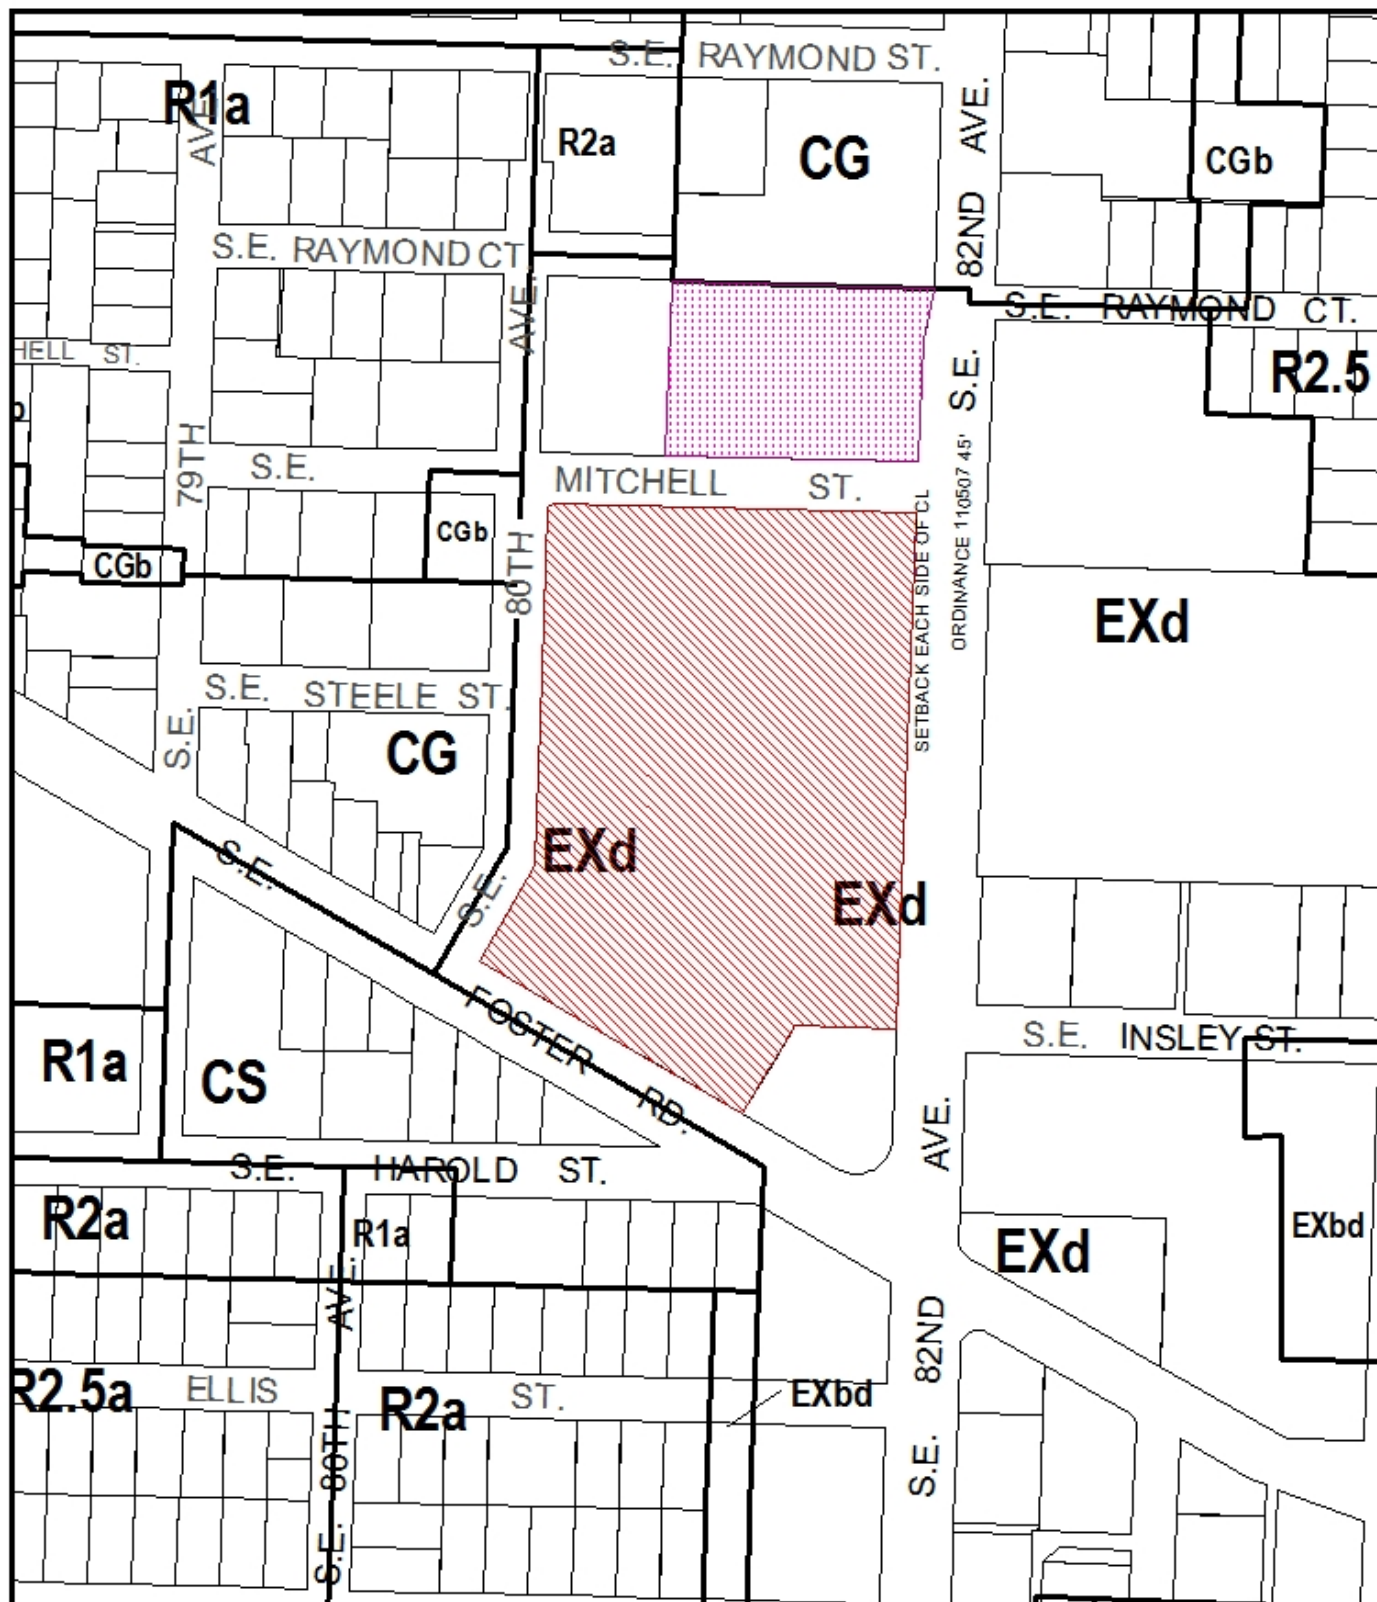 S.E. RAYMOND ST.
R1a
AVE.
R2a
CG
AVE.
CGb
82ND
S.E. RAYMOND CT.
AVE.
S.E. RAYMOND CT.
HELL ST.
S.E.
R2.5
b
79TH
S.E.
MITCHELL ST.
ORDINANCE 110507 45'
SETBACK EACH SIDE OF CL
CGb
CGb
80TH
EXd
S.E. STEELE ST.
S.E.
CG
EXd
EXd
S.E.
S.E.
FOSTER RD.
S.E. INSLEY ST.
R1a
CS
AVE.
S.E. HAROLD ST.
R2a
R1a
EXd
EXbd
AVE.
82ND
R2.5a
ELLIS ST.
R2a
EXbd
80TH
S.E.
S.E.